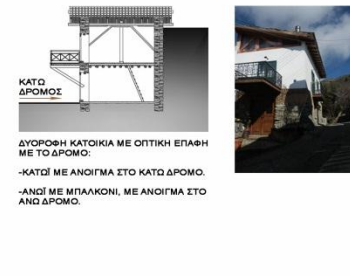 ΚΑΤΩ
ΔΡΟΜΟΣ
ΔΥΟΡΟΦΗ ΚΑΤΟΙΚΙΑ ΜΕ ΟΠΤΙΚΗ ΕΠΑΦΗ
ΜΕ ΤΟ ΔΡΟΜΟ:
-ΚΑΤΩΪ ΜΕ ΑΝΟΙΓΜΑ ΣΤΟ ΚΑΤΩ ΔΡΟΜΟ.
-ΑΝΩΪ ΜΕ ΜΠΑΛΚΟΝΙ, ΜΕ ΑΝΟΙΓΜΑ ΣΤΟ
ΑΝΩ ΔΡΟΜΟ.